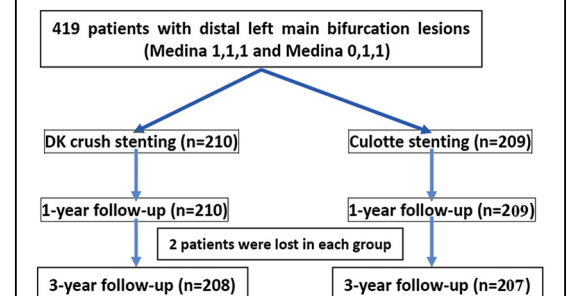 419 patients with distal left main bifurcation lesions
(Medina 1,1,1 and Medina 0,1,1)
DK crush stenting (n=210)
Culotte stenting (n=209)
1-year follow-up (n=210)
1-year follow-up (n=209)
2 patients were lost in each group
3-year follow-up (n=208)
3-year follow-up (n=207)